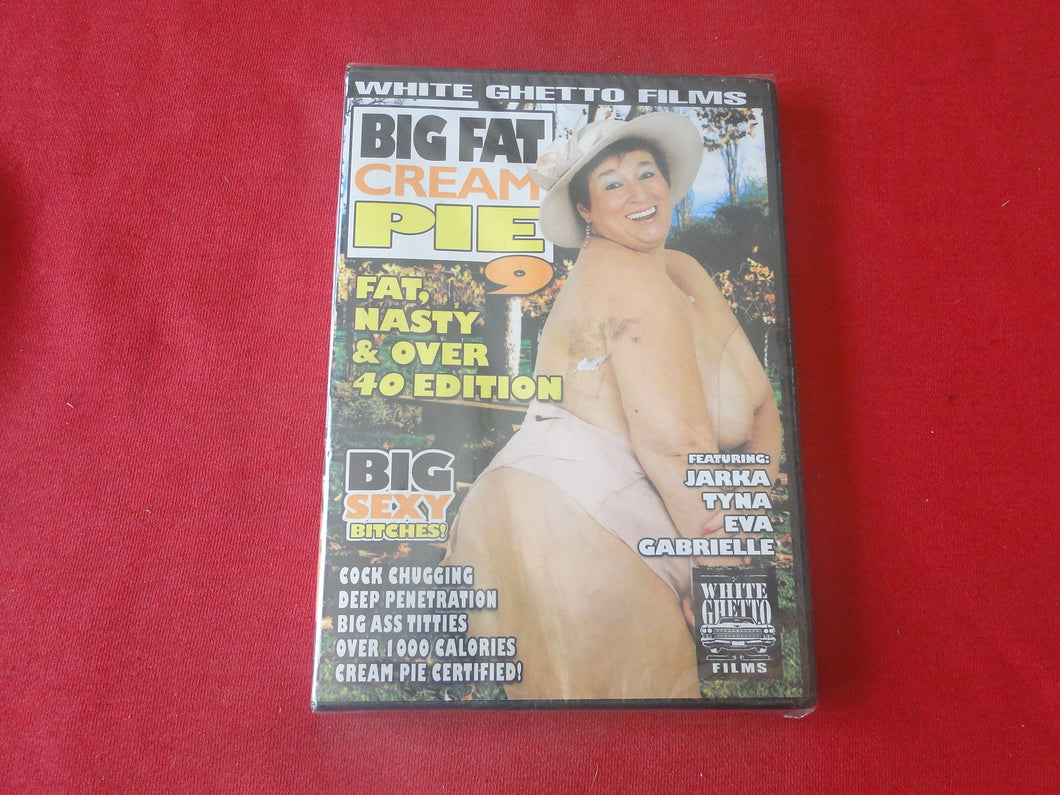 WHITE GHETTO FILMS
BIG FAT
CREAM
PIE
9
FAT,
NASTY
& OVER
40 EDITION
BIG
SEXY
BITCHES!
COCK CHUGGING
DEEP PENETRATION
BIG ASS TITTIES
OVER 1000 CALORIES
CREAM PIE CERTIFIED!
FEATURING:
JARKA
TYNA
EVA
GABRIELLE
WHITE
GHETTO
FILMS